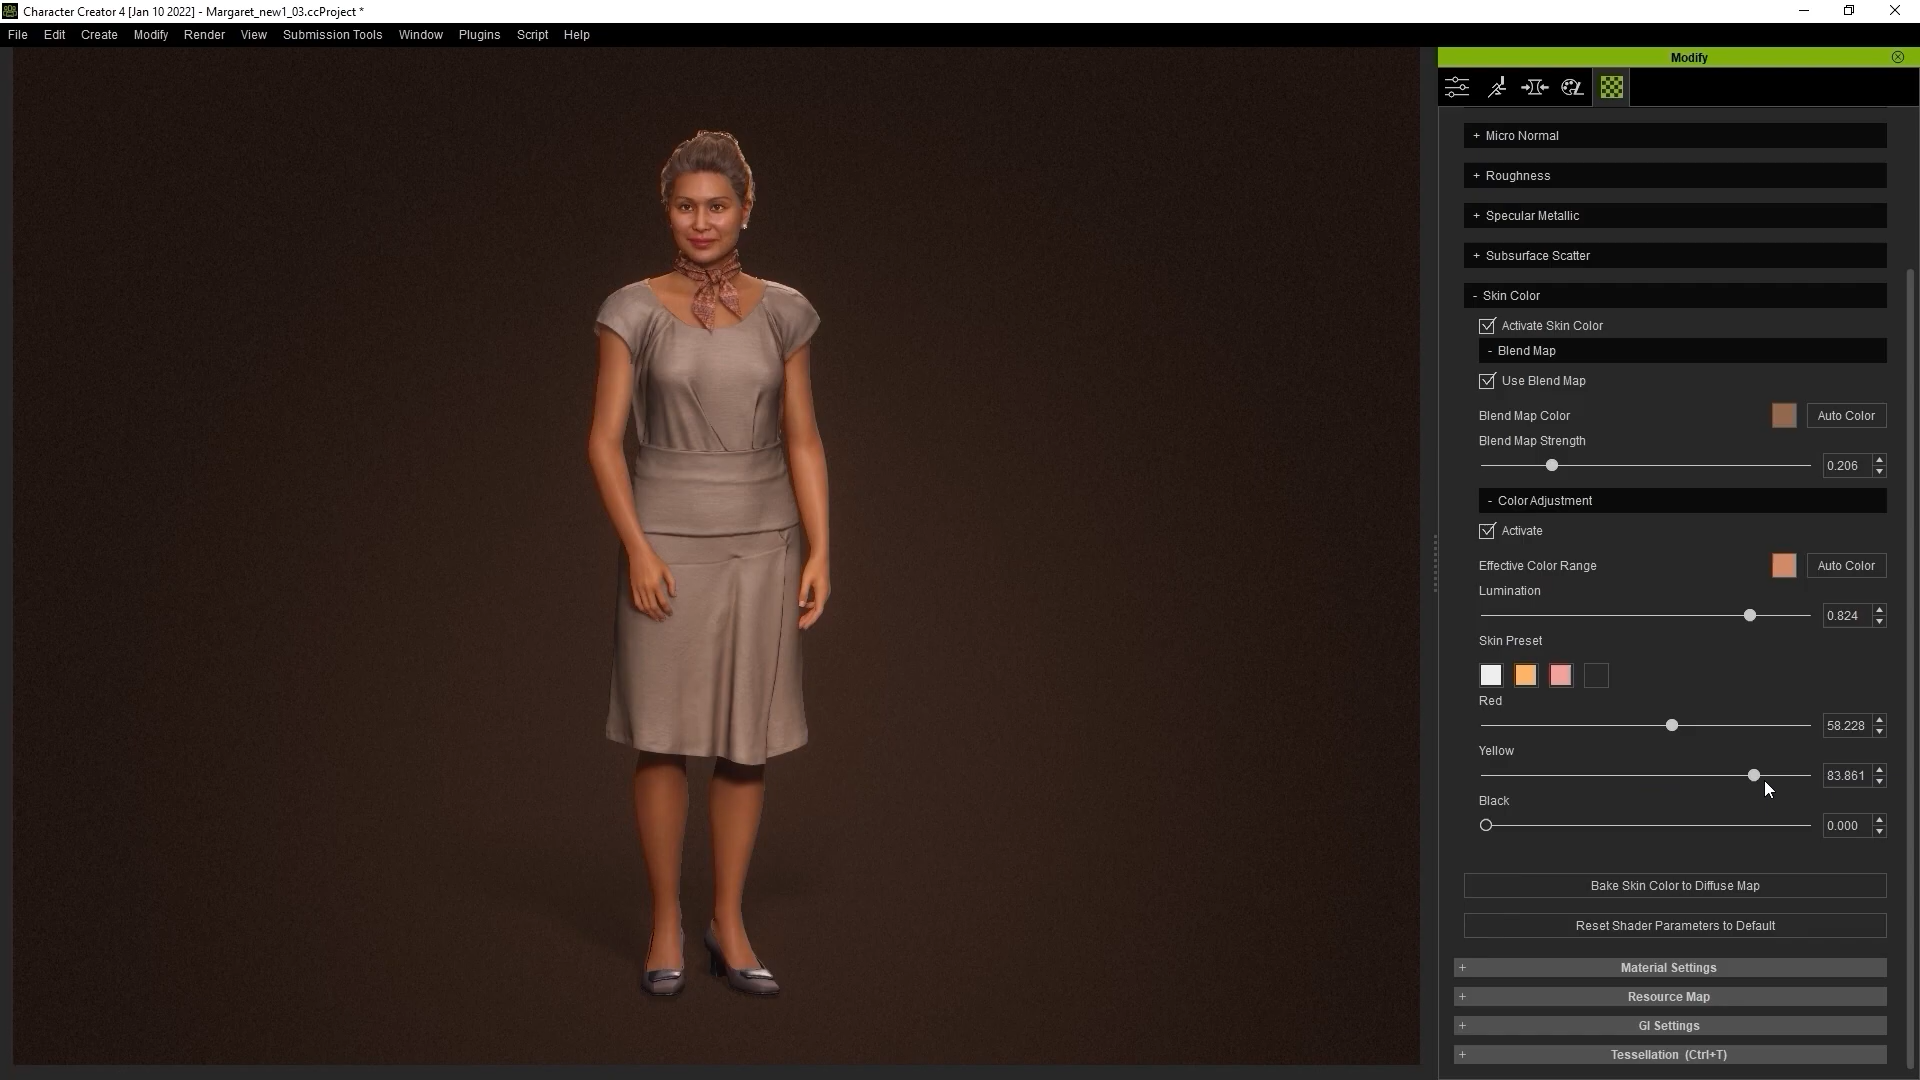 Character Creator 4 [Jan 10 2022] - Margaret_new1_03.ccProject *
File Edit Create Modify Render View Submission Tools Window Plugins Script Help
Modify
+ Micro Normal
+ Roughness
+ Specular Metallic
+ Subsurface Scatter
- Skin Color
Activate Skin Color
- Blend Map
Use Blend Map
Blend Map Color Auto Color
Blend Map Strength
0.206
- Color Adjustment
Activate
Effective Color Range Auto Color
Lumination
0.824
Skin Preset
Red
58.228
Yellow
83.861
Black
0.000
Bake Skin Color to Diffuse Map
Reset Shader Parameters to Default
+ Material Settings
+ Resource Map
+ GI Settings
+ Tessellation (Ctrl+T)